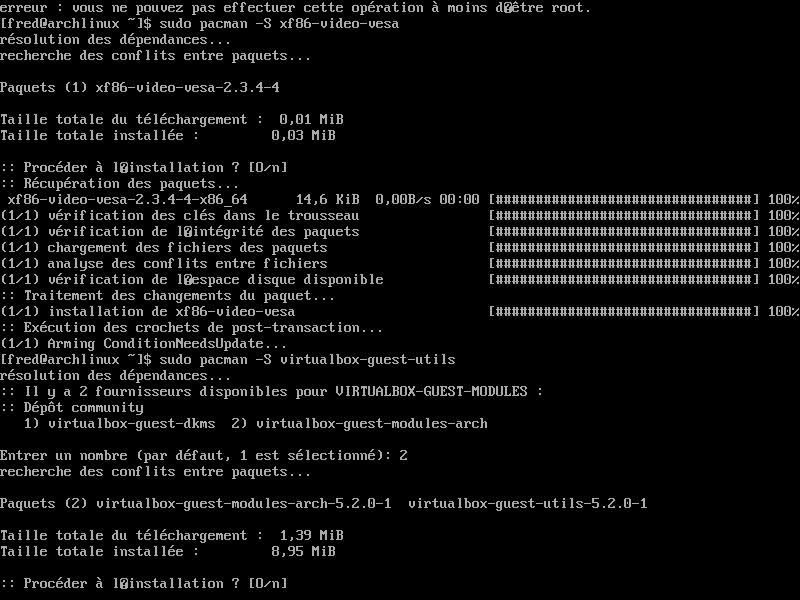 erreur : vous ne pouvez pas effectuer cette opération à moins d�être root.
[fred@archlinux ~]$ sudo pacman -S xf86-video-vesa
résolution des dépendances...
recherche des conflits entre paquets...
Paquets (1) xf86-video-vesa-2.3.4-4
Taille totale du téléchargement :  0,01 MiB
Taille totale installée :         0,03 MiB
:: Procéder à l�installation ? [O/n]
:: Récupération des paquets...
 xf86-video-vesa-2.3.4-4-x86_64      14,6 KiB  0,00B/s 00:00 [################################] 100%
(1/1) vérification des clés dans le trousseau                [################################] 100%
(1/1) vérification de l�intégrité des paquets                [################################] 100%
(1/1) chargement des fichiers des paquets                    [################################] 100%
(1/1) analyse des conflits entre fichiers                    [################################] 100%
(1/1) vérification de l�espace disque disponible             [################################] 100%
:: Traitement des changements du paquet...
(1/1) installation de xf86-video-vesa                        [################################] 100%
:: Exécution des crochets de post-transaction...
(1/1) Arming ConditionNeedsUpdate...
[fred@archlinux ~]$ sudo pacman -S virtualbox-guest-utils
résolution des dépendances...
:: Il y a 2 fournisseurs disponibles pour VIRTUALBOX-GUEST-MODULES :
:: Dépôt community
   1) virtualbox-guest-dkms  2) virtualbox-guest-modules-arch
Entrer un nombre (par défaut, 1 est sélectionné): 2
recherche des conflits entre paquets...
Paquets (2) virtualbox-guest-modules-arch-5.2.0-1  virtualbox-guest-utils-5.2.0-1
Taille totale du téléchargement :  1,39 MiB
Taille totale installée :         8,95 MiB
:: Procéder à l�installation ? [O/n]